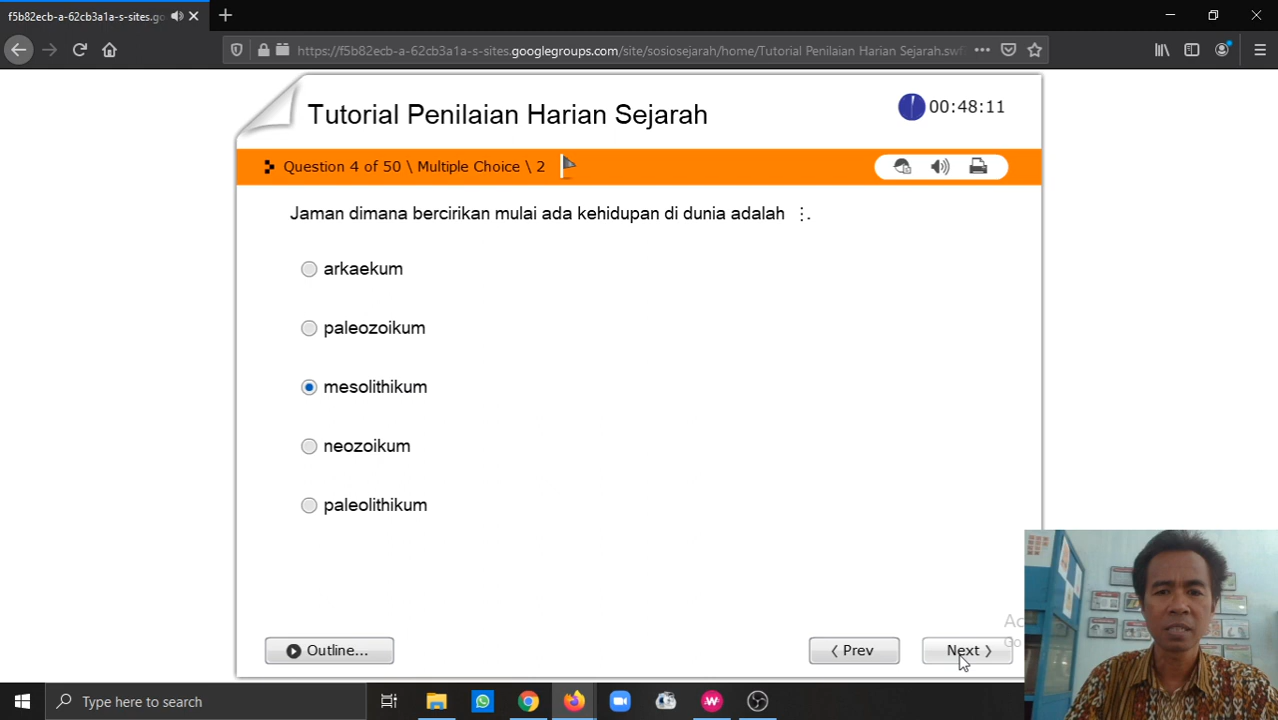 f5b82ecb-a-62cb3a1a-s-sites.go
https://f5b82ecb-a-62cb3a1a-s-sites.googlegroups.com/site/sosiosejarah/home/Tutorial Penilaian Harian Sejarah.swf
Tutorial Penilaian Harian Sejarah
00:48:11
Question 4 of 50 \ Multiple Choice \ 2
Jaman dimana bercirikan mulai ada kehidupan di dunia adalah ⋮.
arkaekum
paleozoikum
mesolithikum
neozoikum
paleolithikum
Outline...
Prev
Next
Go
Type here to search